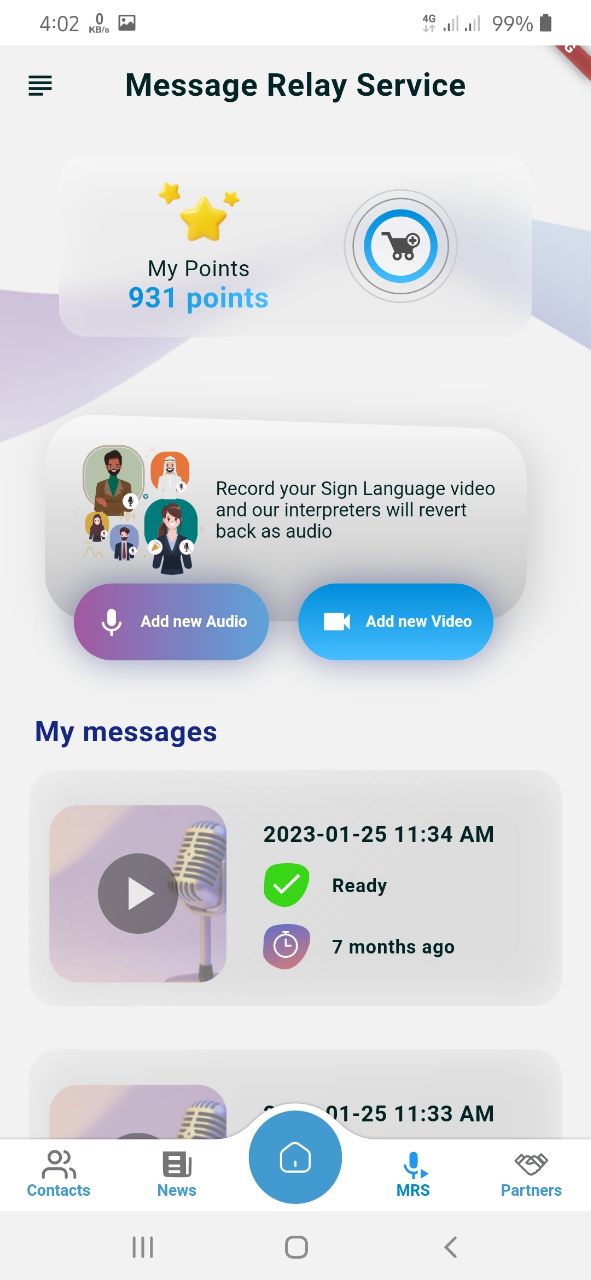 4:02 0 KB/s 4G 99%
G
Message Relay Service
My Points
931 points
Record your Sign Language video
and our interpreters will revert
back as audio
Add new Audio
Add new Video
My messages
2023-01-25 11:34 AM
Ready
7 months ago
01-25 11:33 AM
Contacts
News
MRS
Partners